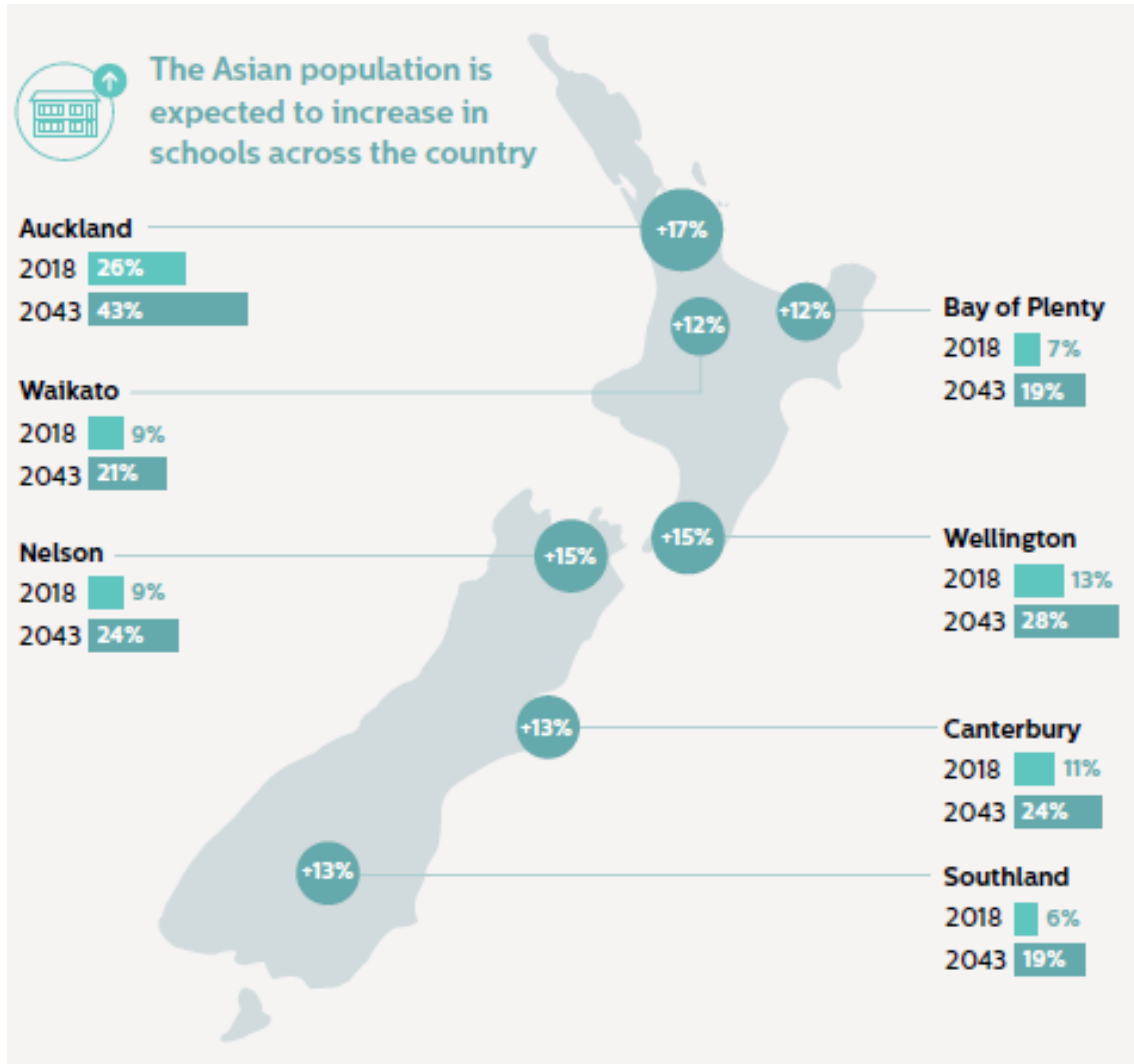 The Asian population is
expected to increase in
schools across the country
Auckland
2018 26%
2043 43%
+17%
Waikato
2018 9%
2043 21%
+12%
Nelson
2018 9%
2043 24%
+15%
+12%
Bay of Plenty
2018 7%
2043 19%
+15%
Wellington
2018 13%
2043 28%
+13%
Canterbury
2018 11%
2043 24%
+13%
Southland
2018 6%
2043 19%